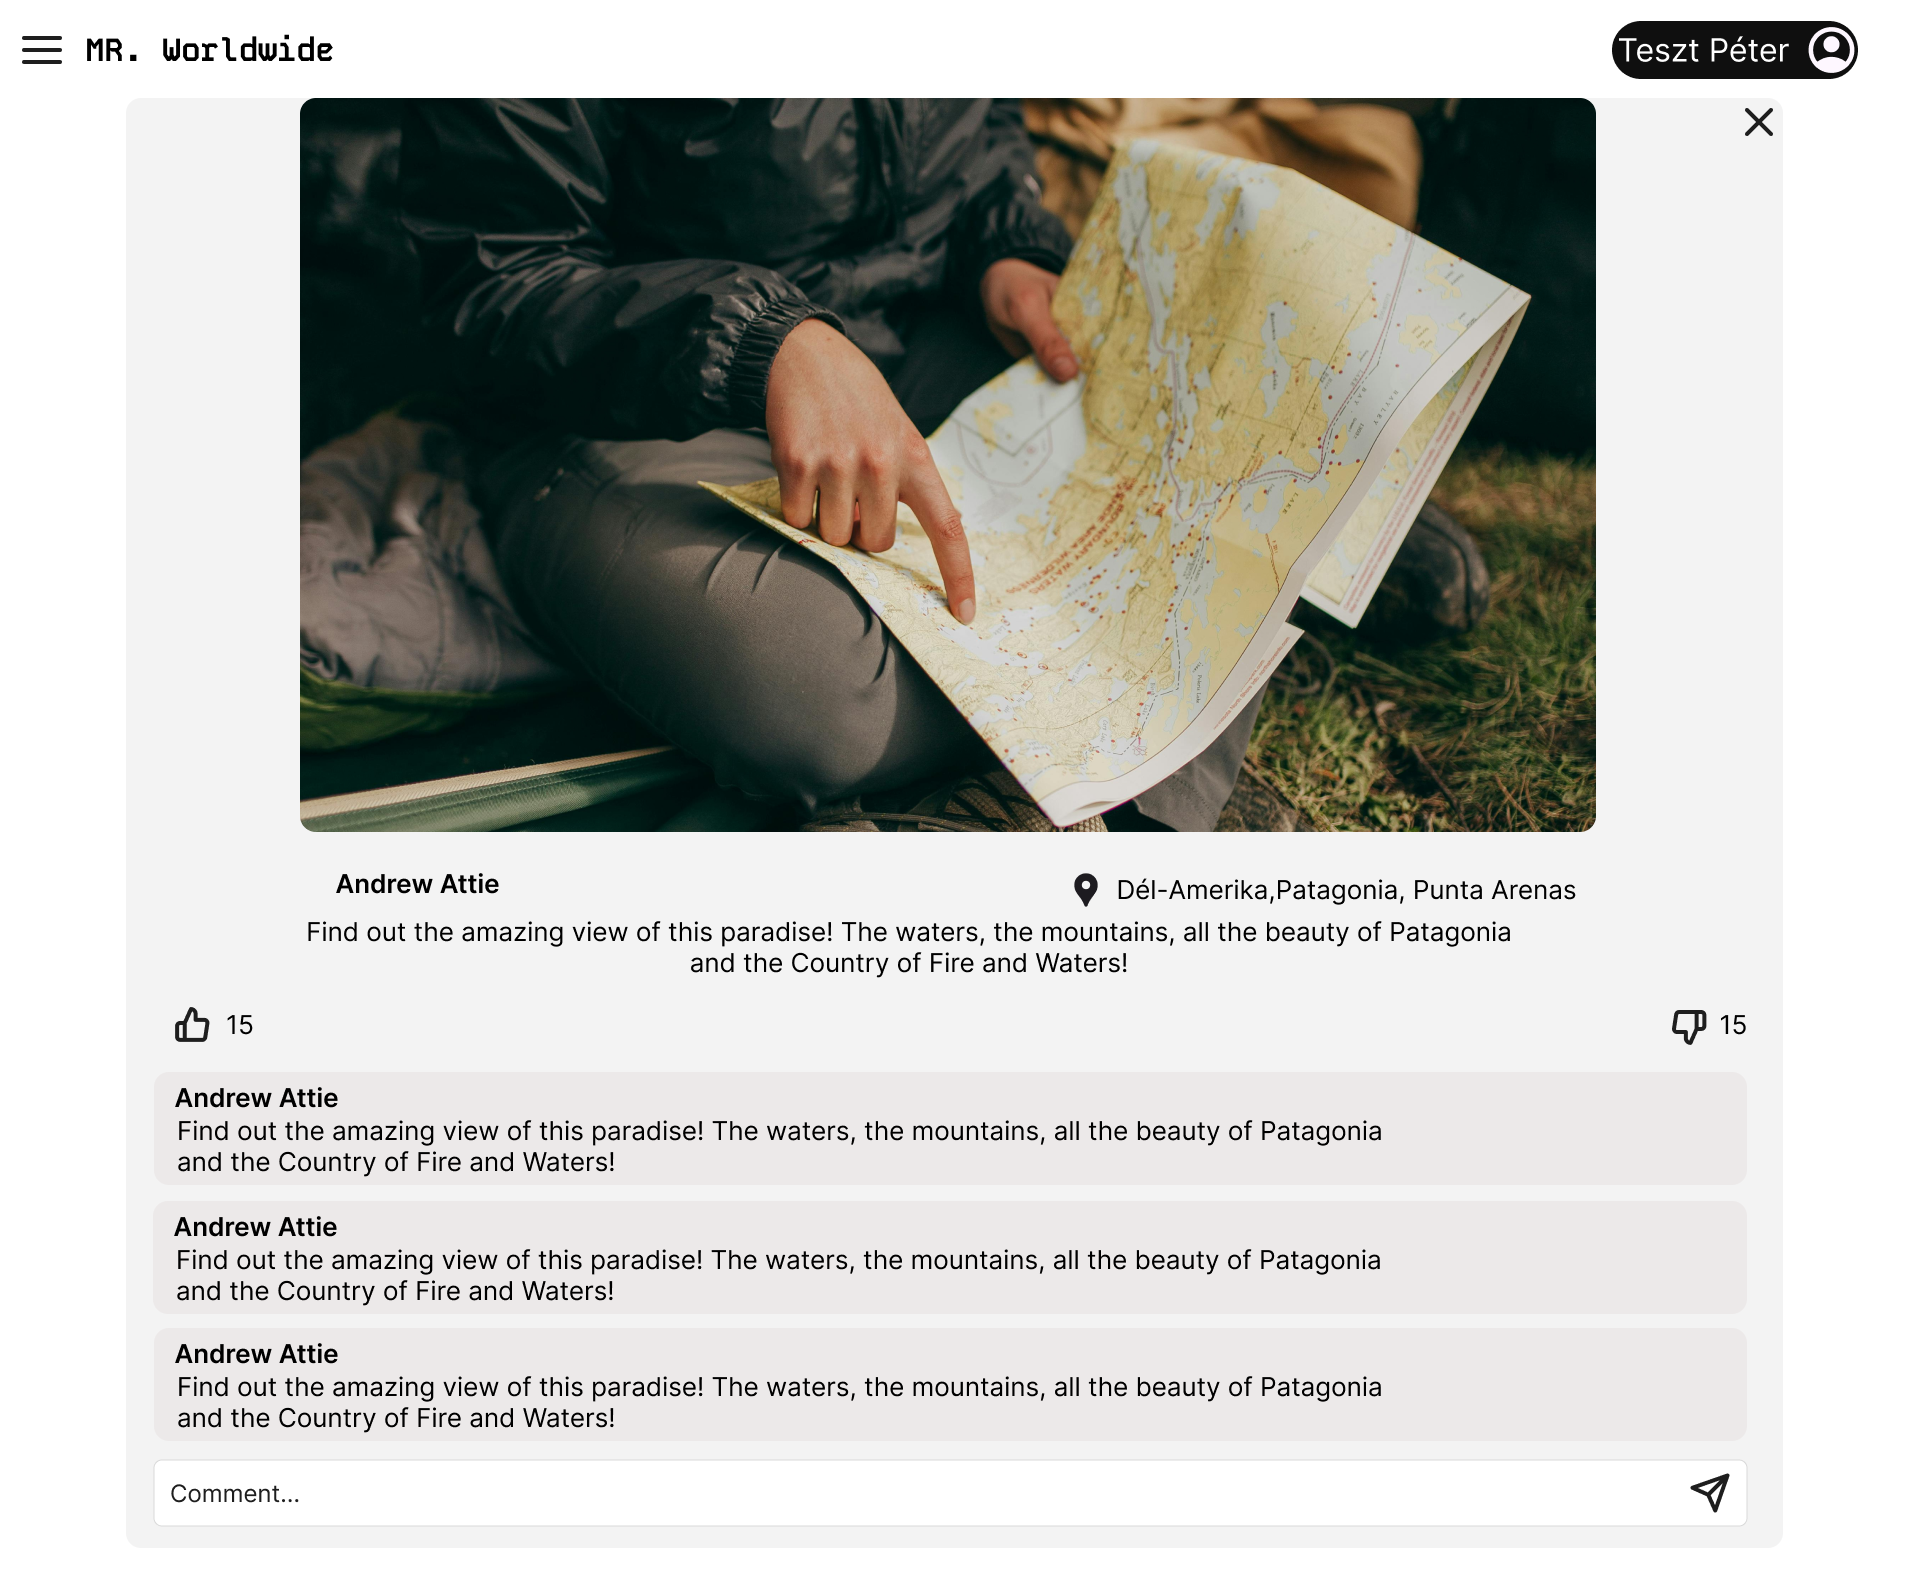 MR. Worldwide
Teszt Péter
Andrew Attie
Dél-Amerika,Patagonia, Punta Arenas
Find out the amazing view of this paradise! The waters, the mountains, all the beauty of Patagonia
and the Country of Fire and Waters!
15
15
Andrew Attie
Find out the amazing view of this paradise! The waters, the mountains, all the beauty of Patagonia
and the Country of Fire and Waters!
Andrew Attie
Find out the amazing view of this paradise! The waters, the mountains, all the beauty of Patagonia
and the Country of Fire and Waters!
Andrew Attie
Find out the amazing view of this paradise! The waters, the mountains, all the beauty of Patagonia
and the Country of Fire and Waters!
Comment...